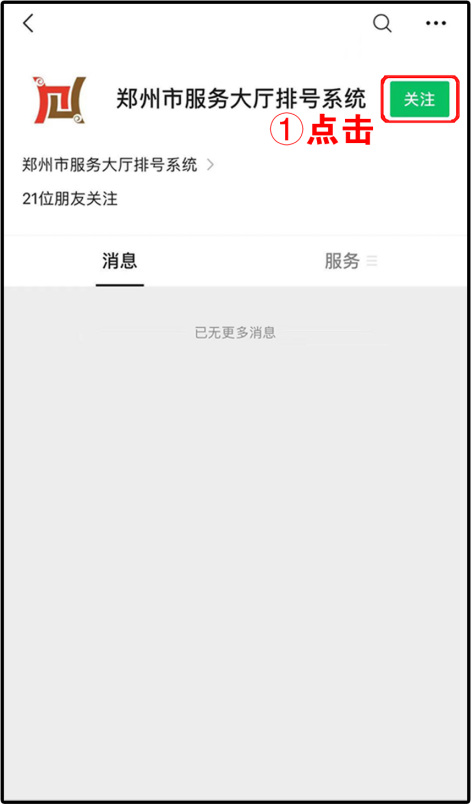 郑州市服务大厅排号系统 关注
①点击
郑州市服务大厅排号系统
21位朋友关注
消息 服务
已无更多消息